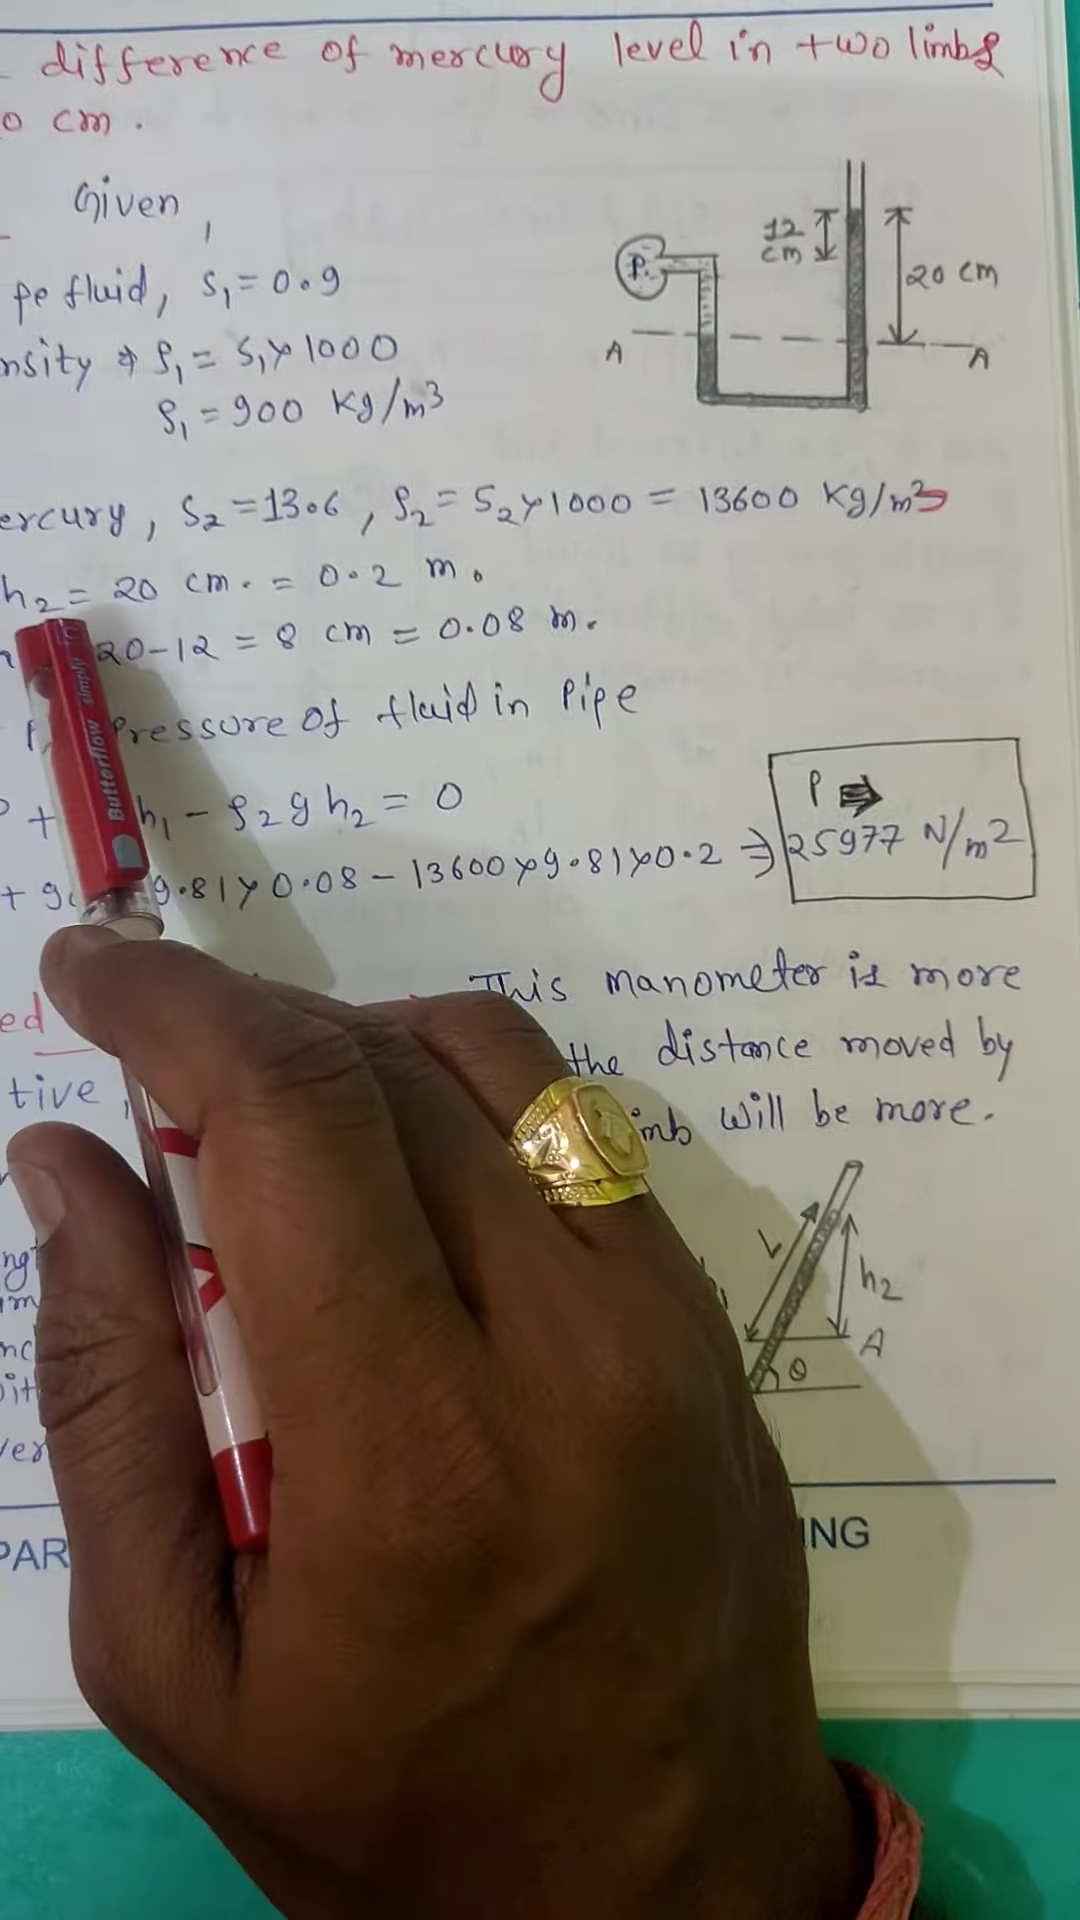 difference of mercury level in two limbs
0 cm.
Given,
pe fluid, S₁ = 0.9
nsity → ρ₁ = S₁ × 1000
ρ₁ = 900 Kg/m³
P.
12 cm
20 cm
A A
ercury, S₂ = 13.6, ρ₂ = S₂ × 1000 = 13600 Kg/m³
h₂ = 20 cm. = 0.2 m.
20 - 12 = 8 cm = 0.08 m.
Pressure of fluid in Pipe
+ h₁ - ρ₂ g h₂ = 0
+ 9.81 × 0.08 - 13600 × 9.81 × 0.2 ⇒
P ⇒
25977 N/m²
Butterflow simply
ed This manometer is more
tive, the distance moved by
imb will be more.
L h₂
A
θ
PAR ING